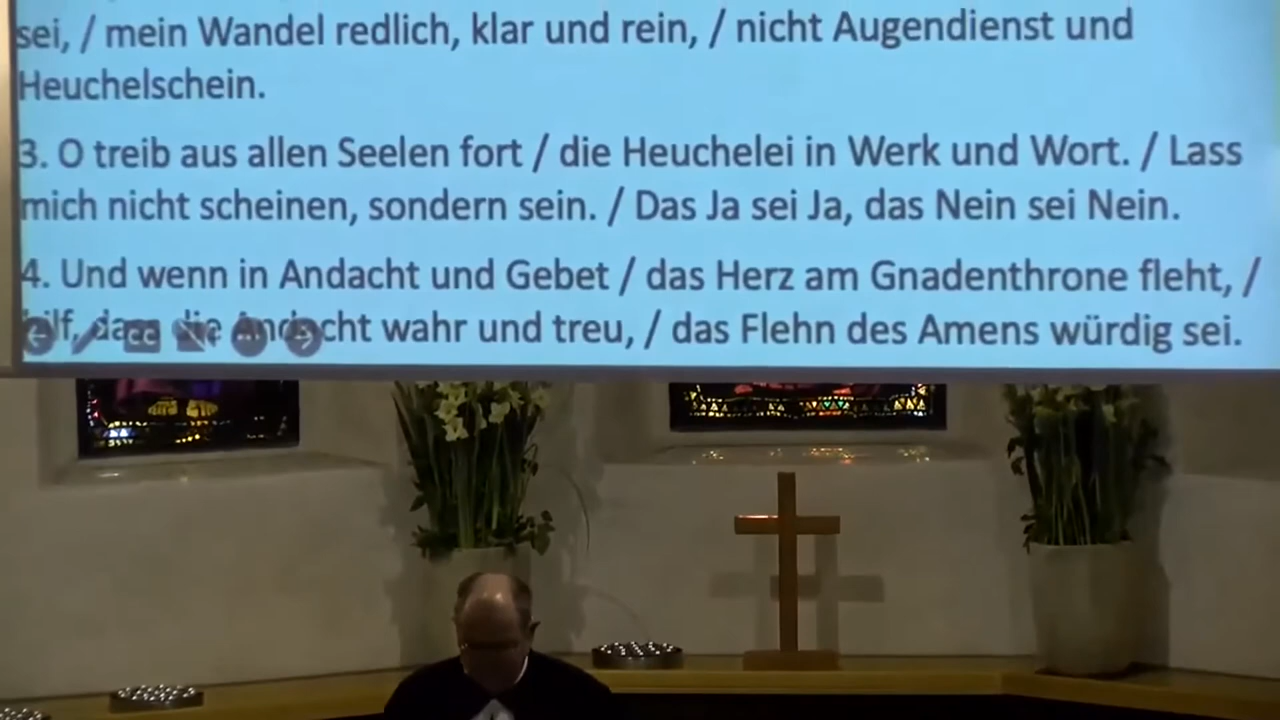 sei, / mein Wandel redlich, klar und rein, / nicht Augendienst und
Heuchelschein.
3. O treib aus allen Seelen fort / die Heuchelei in Werk und Wort. / Lass
mich nicht scheinen, sondern sein. / Das Ja sei Ja, das Nein sei Nein.
4. Und wenn in Andacht und Gebet / das Herz am Gnadenthrone fleht, /
die Andacht wahr und treu, / das Flehn des Amens würdig sei.